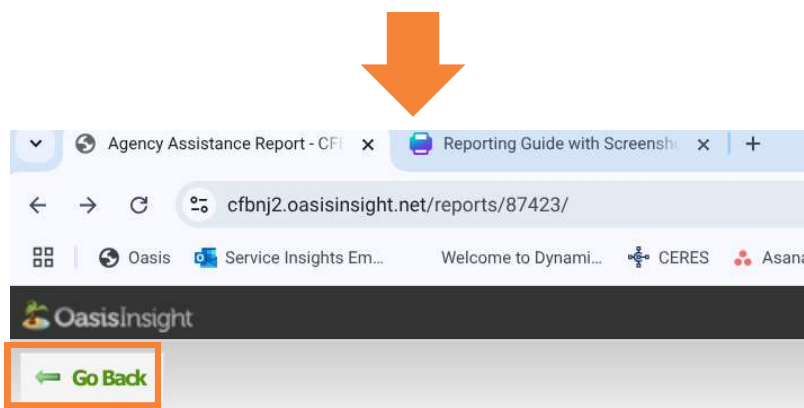 Agency Assistance Report - CF
Reporting Guide with Screensh
cfbnj2.oasisinsight.net/reports/87423/
Oasis Service Insights Em... Welcome to Dynami... CERES Asana
OasisInsight
Go Back